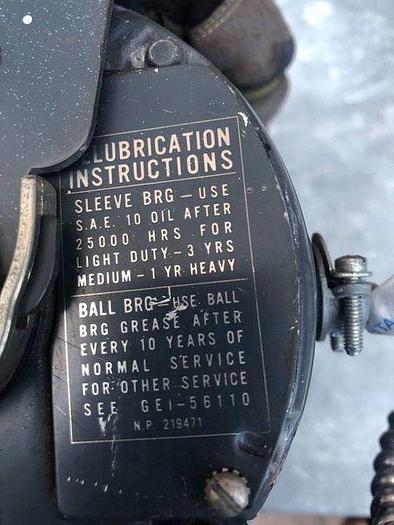 LUBRICATION
INSTRUCTIONS
SLEEVE BRG - USE
S.A.E. 10 OIL AFTER
25000 HRS FOR
LIGHT DUTY - 3 YRS
MEDIUM - 1 YR HEAVY
BALL BRG - USE BALL
BRG GREASE AFTER
EVERY 10 YEARS OF
NORMAL SERVICE
FOR OTHER SERVICE
SEE GEI-56110
N.P. 219471